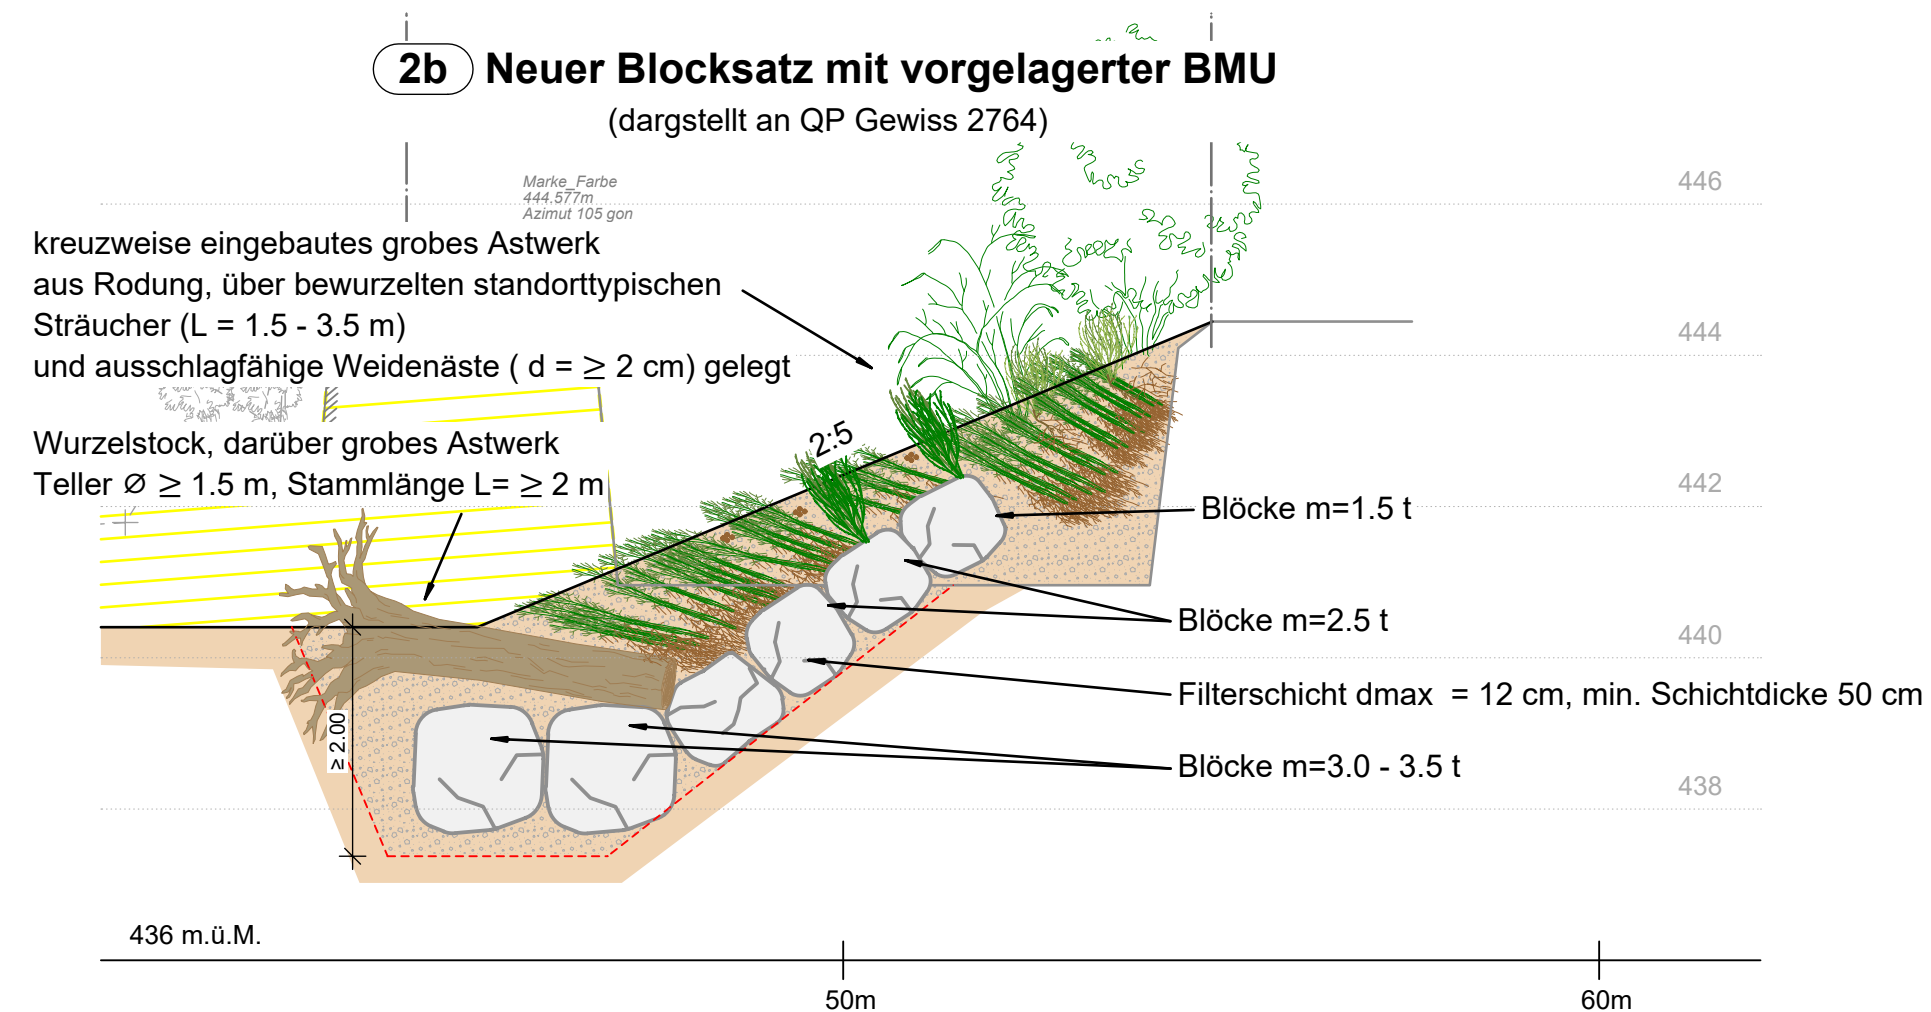 2b Neuer Blocksatz mit vorgelagerter BMU
(dargstellt an QP Gewiss 2764)
Marke_Farbe
444.577m
Azimut 105 gon
446
kreuzweise eingebautes grobes Astwerk
aus Rodung, über bewurzelten standorttypischen
Sträucher (L = 1.5 - 3.5 m)
und ausschlagfähige Weidenäste ( d = ≥ 2 cm) gelegt
444
Wurzelstock, darüber grobes Astwerk
Teller ∅ ≥ 1.5 m, Stammlänge L= ≥ 2 m
2:5
442
Blöcke m=1.5 t
Blöcke m=2.5 t
440
Filterschicht dmax = 12 cm, min. Schichtdicke 50 cm
≥ 2.00
Blöcke m=3.0 - 3.5 t
438
436 m.ü.M.
50m
60m